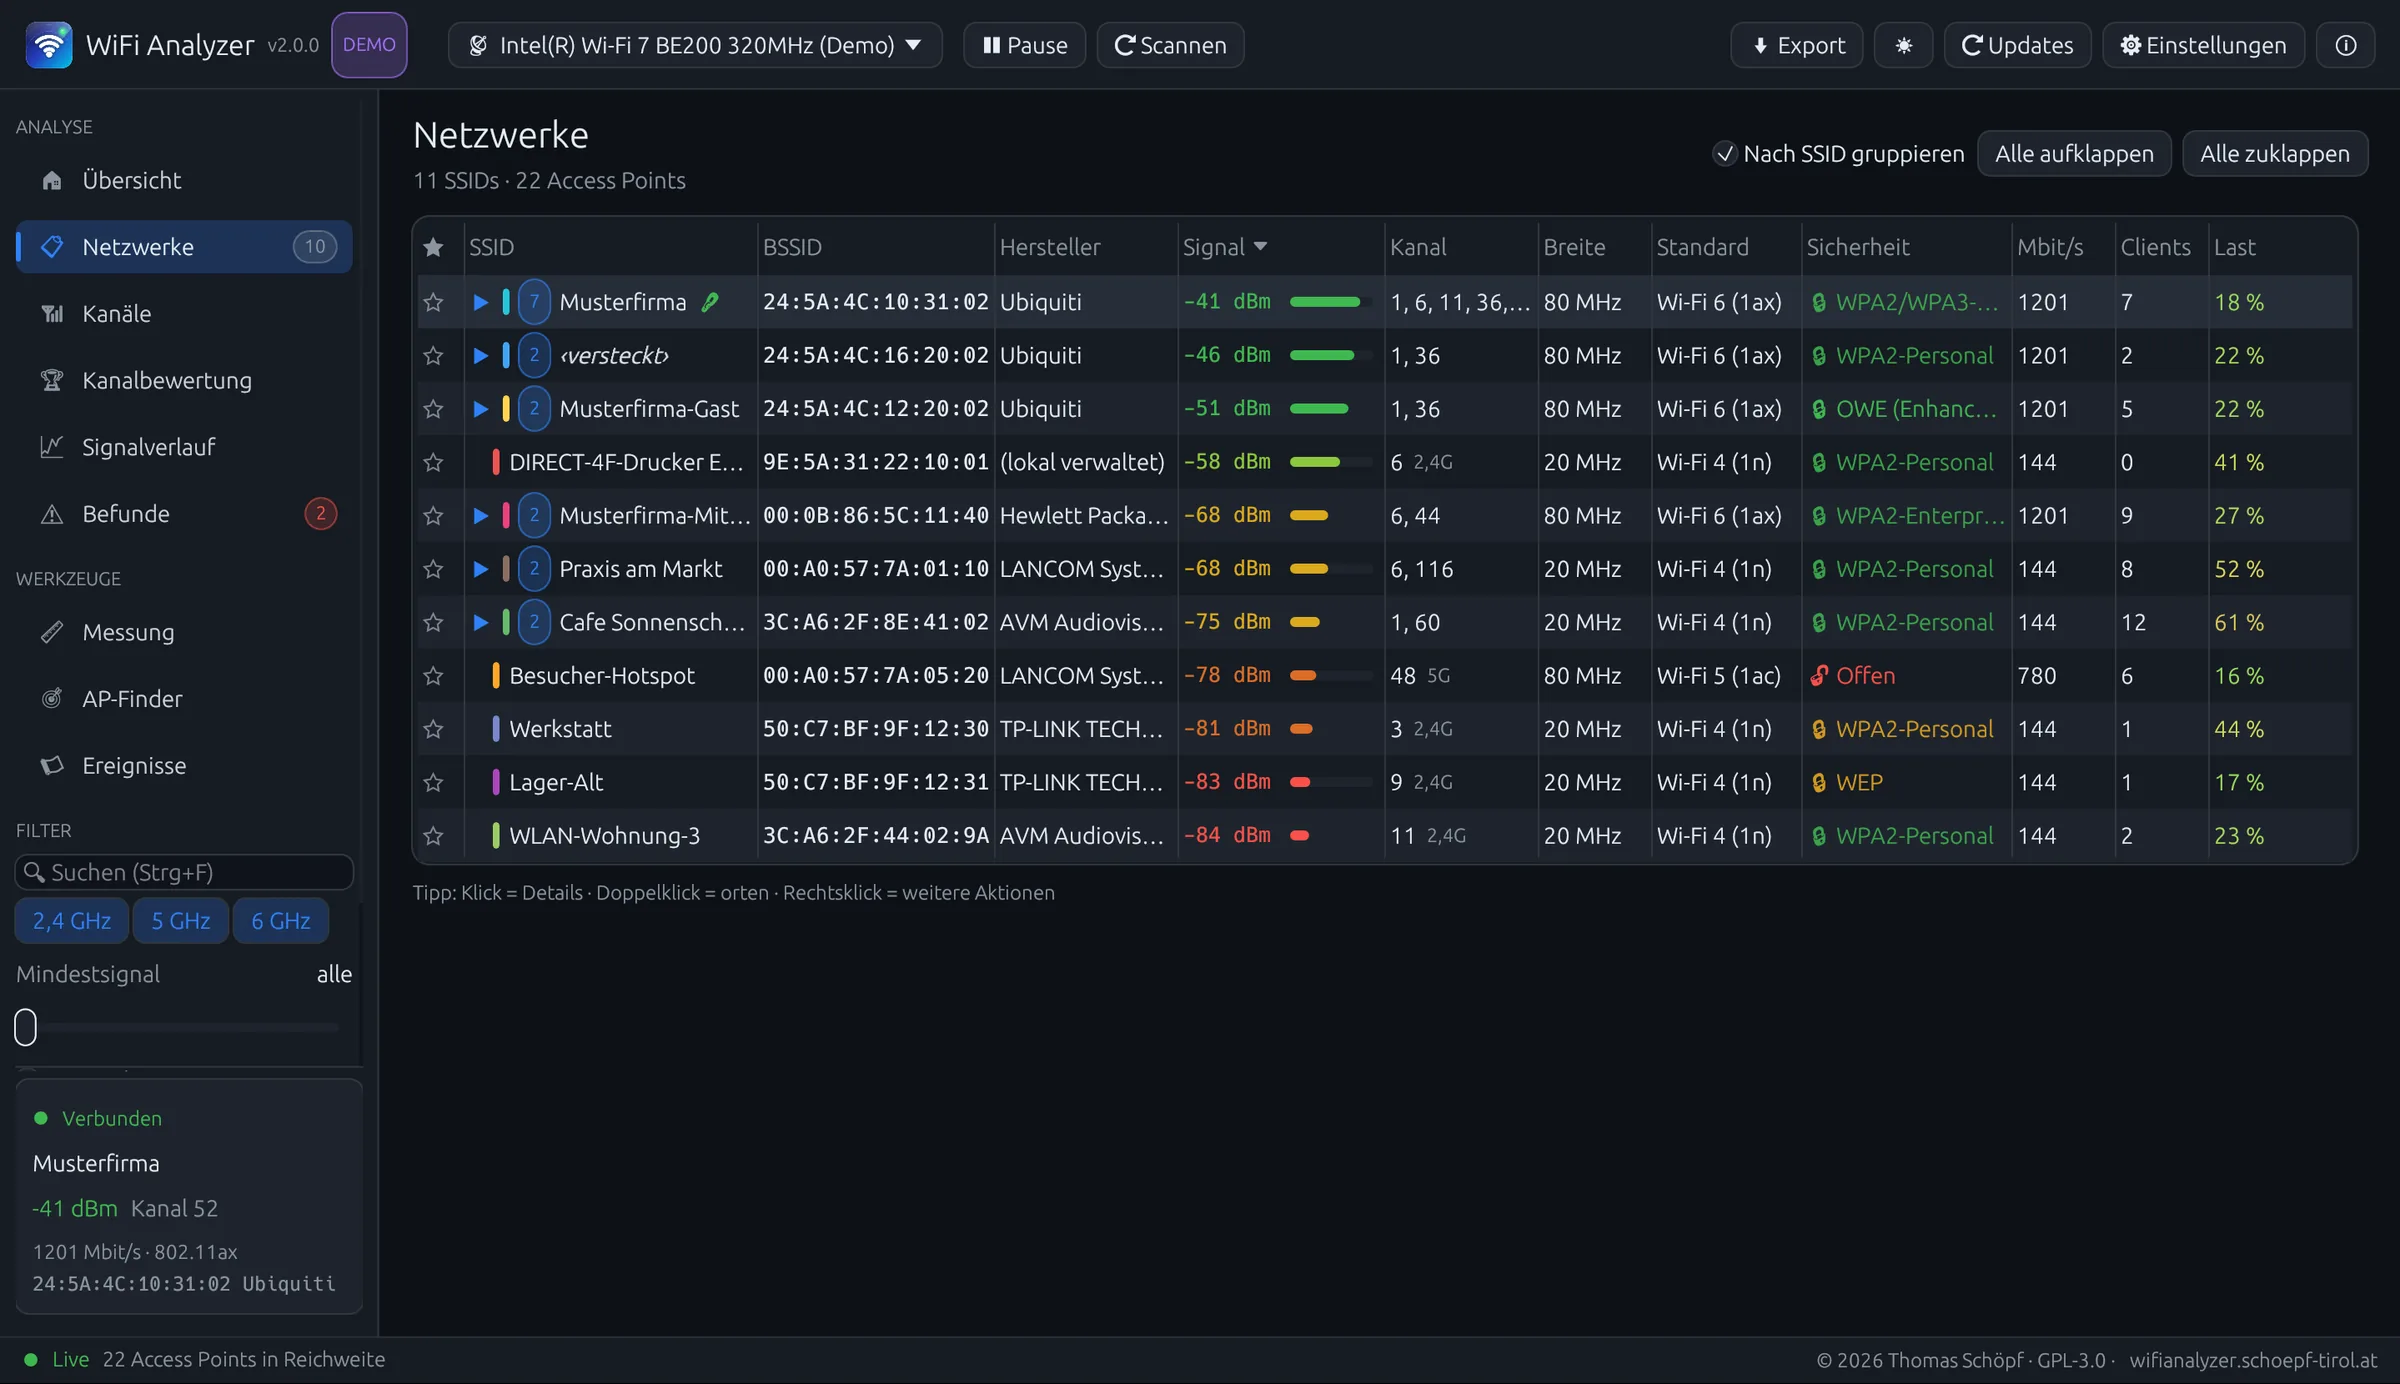 WiFi Analyzer v2.0.0 DEMO Intel(R) Wi-Fi 7 BE200 320MHz (Demo) Pause Scannen Export Updates Einstellungen
ANALYSE
Übersicht
Netzwerke 10
Kanäle
Kanalbewertung
Signalverlauf
Befunde 2
WERKZEUGE
Messung
AP-Finder
Ereignisse
FILTER
Suchen (Strg+F)
2,4 GHz 5 GHz 6 GHz
Mindestsignal alle
Verbunden
Musterfirma
-41 dBm Kanal 52
1201 Mbit/s · 802.11ax
24:5A:4C:10:31:02 Ubiquiti
Netzwerke
11 SSIDs · 22 Access Points
Nach SSID gruppieren Alle aufklappen Alle zuklappen
SSID BSSID Hersteller Signal Kanal Breite Standard Sicherheit Mbit/s Clients Last
7 Musterfirma 24:5A:4C:10:31:02 Ubiquiti -41 dBm 1, 6, 11, 36,... 80 MHz Wi-Fi 6 (1ax) WPA2/WPA3-... 1201 7 18 %
2 ‹versteckt› 24:5A:4C:16:20:02 Ubiquiti -46 dBm 1, 36 80 MHz Wi-Fi 6 (1ax) WPA2-Personal 1201 2 22 %
2 Musterfirma-Gast 24:5A:4C:12:20:02 Ubiquiti -51 dBm 1, 36 80 MHz Wi-Fi 6 (1ax) OWE (Enhanc... 1201 5 22 %
DIRECT-4F-Drucker E... 9E:5A:31:22:10:01 (lokal verwaltet) -58 dBm 6 2,4G 20 MHz Wi-Fi 4 (1n) WPA2-Personal 144 0 41 %
2 Musterfirma-Mit... 00:0B:86:5C:11:40 Hewlett Packa... -68 dBm 6, 44 80 MHz Wi-Fi 6 (1ax) WPA2-Enterpr... 1201 9 27 %
2 Praxis am Markt 00:A0:57:7A:01:10 LANCOM Syst... -68 dBm 6, 116 20 MHz Wi-Fi 4 (1n) WPA2-Personal 144 8 52 %
2 Cafe Sonnensch... 3C:A6:2F:8E:41:02 AVM Audiovis... -75 dBm 1, 60 20 MHz Wi-Fi 4 (1n) WPA2-Personal 144 12 61 %
Besucher-Hotspot 00:A0:57:7A:05:20 LANCOM Syst... -78 dBm 48 5G 80 MHz Wi-Fi 5 (1ac) Offen 780 6 16 %
Werkstatt 50:C7:BF:9F:12:30 TP-LINK TECH... -81 dBm 3 2,4G 20 MHz Wi-Fi 4 (1n) WPA2-Personal 144 1 44 %
Lager-Alt 50:C7:BF:9F:12:31 TP-LINK TECH... -83 dBm 9 2,4G 20 MHz Wi-Fi 4 (1n) WEP 144 1 17 %
WLAN-Wohnung-3 3C:A6:2F:44:02:9A AVM Audiovis... -84 dBm 11 2,4G 20 MHz Wi-Fi 4 (1n) WPA2-Personal 144 2 23 %
Tipp: Klick = Details · Doppelklick = orten · Rechtsklick = weitere Aktionen
Live 22 Access Points in Reichweite
© 2026 Thomas Schöpf · GPL-3.0 · wifianalyzer.schoepf-tirol.at